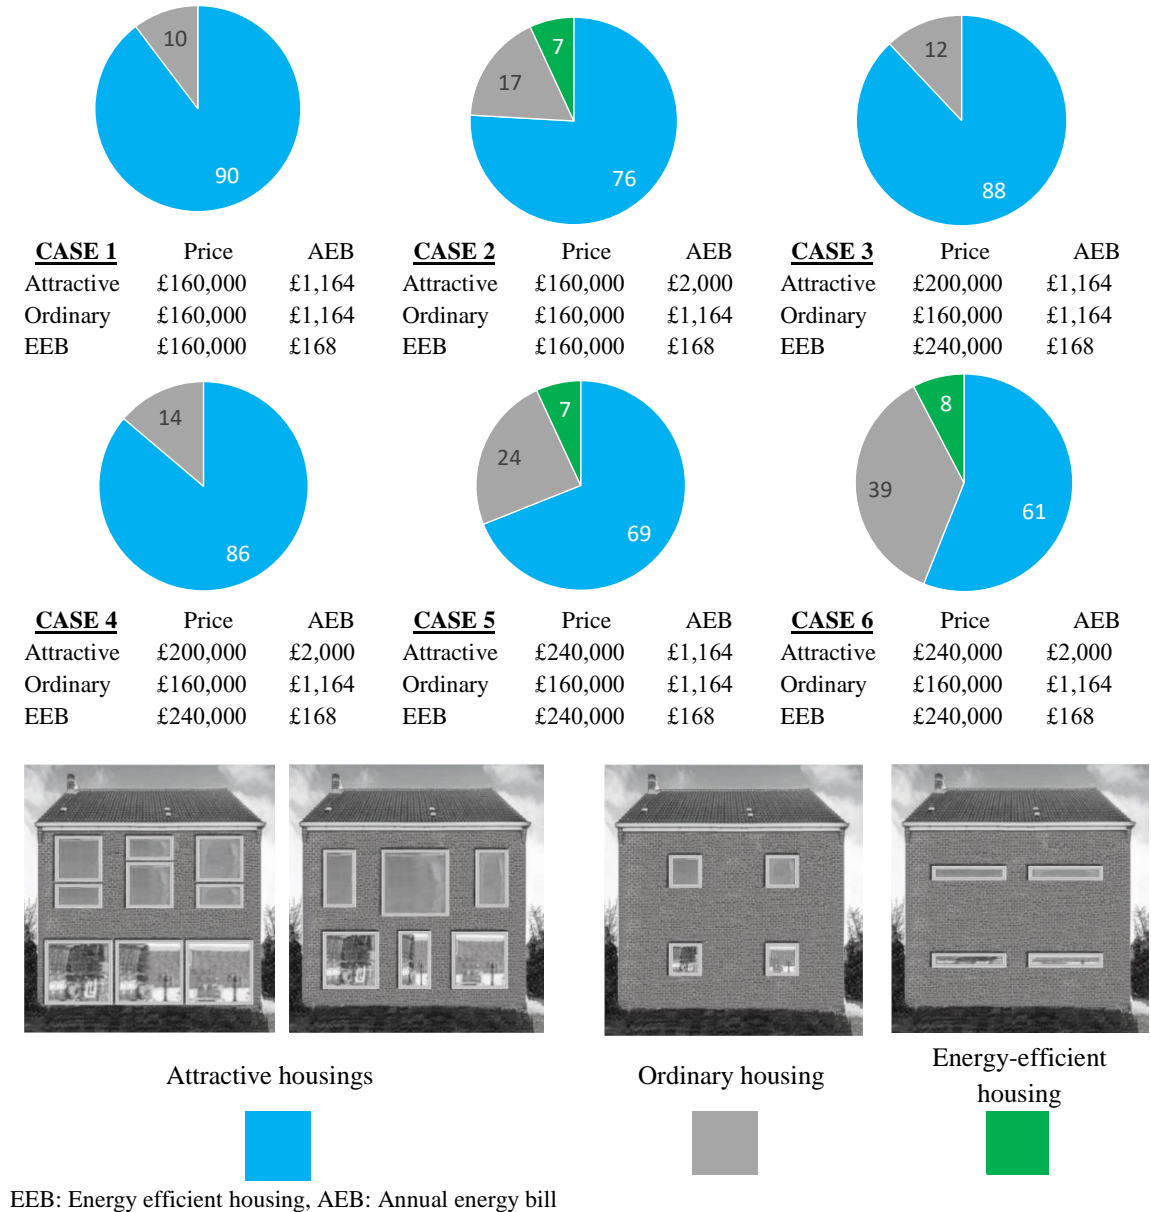 10
90
7
17
76
12
88
CASE 1 Price AEB
Attractive £160,000 £1,164
Ordinary £160,000 £1,164
EEB £160,000 £168
CASE 2 Price AEB
Attractive £160,000 £2,000
Ordinary £160,000 £1,164
EEB £160,000 £168
CASE 3 Price AEB
Attractive £200,000 £1,164
Ordinary £160,000 £1,164
EEB £240,000 £168
14
86
7
24
69
8
39
61
CASE 4 Price AEB
Attractive £200,000 £2,000
Ordinary £160,000 £1,164
EEB £240,000 £168
CASE 5 Price AEB
Attractive £240,000 £1,164
Ordinary £160,000 £1,164
EEB £240,000 £168
CASE 6 Price AEB
Attractive £240,000 £2,000
Ordinary £160,000 £1,164
EEB £240,000 £168
Attractive housings
Ordinary housing
Energy-efficient
housing
EEB: Energy efficient housing, AEB: Annual energy bill